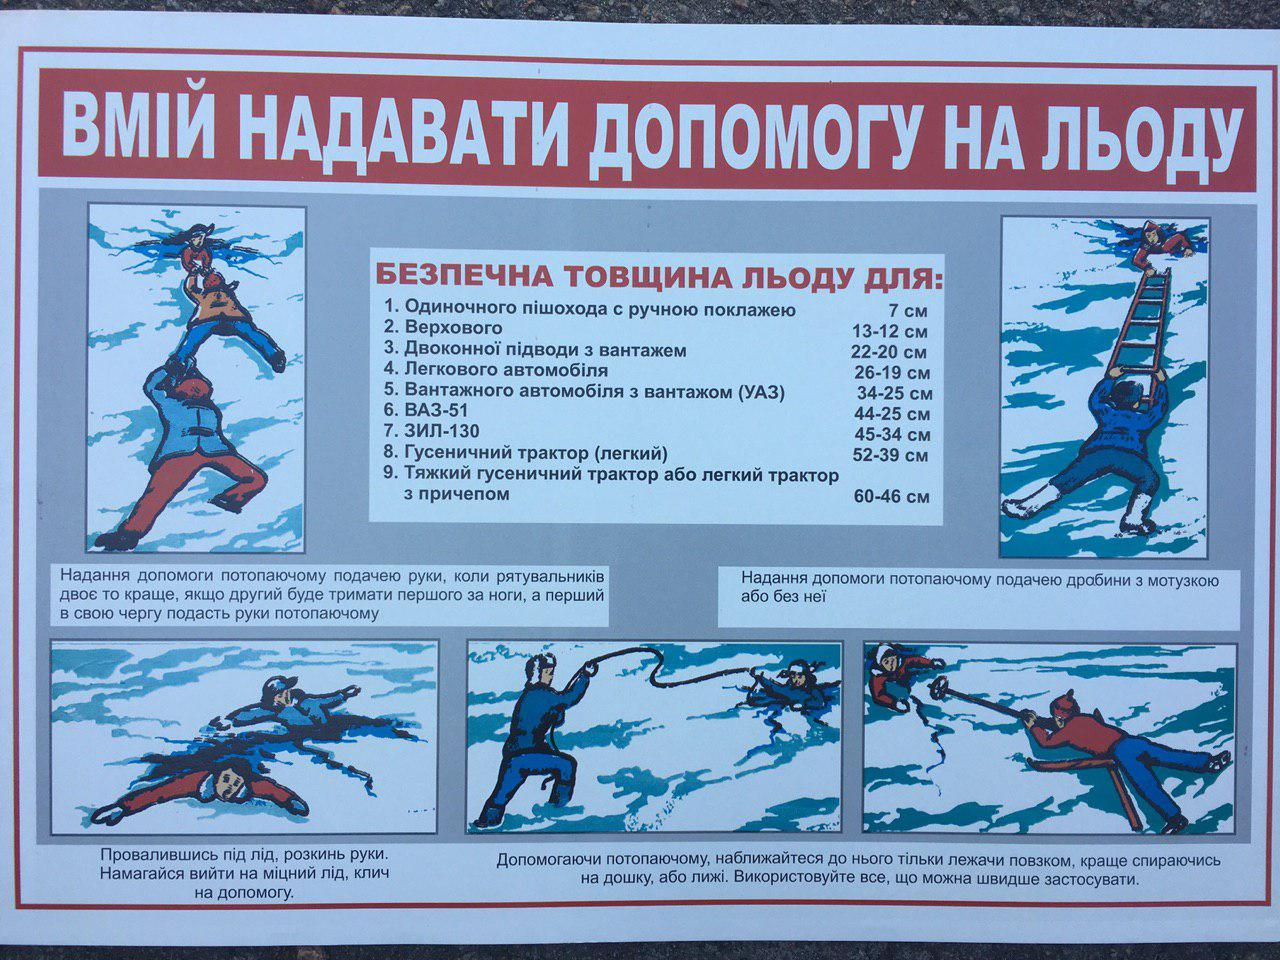 ВМІЙ НАДАВАТИ ДОПОМОГУ НА ЛЬОДУ
БЕЗПЕЧНА ТОВЩИНА ЛЬОДУ ДЛЯ:
1. Одиночного пішохода с ручною поклажею 7 см
2. Верхового 13-12 см
3. Двоконної підводи з вантажем 22-20 см
4. Легкового автомобіля 26-19 см
5. Вантажного автомобіля з вантажом (УАЗ) 34-25 см
6. ВАЗ-51 44-25 см
7. ЗИЛ-130 45-34 см
8. Гусеничний трактор (легкий) 52-39 см
9. Тяжкий гусеничний трактор або легкий трактор
з причепом 60-46 см
Надання допомоги потопаючому подачею руки, коли рятувальників
двоє то краще, якщо другий буде тримати першого за ноги, а перший
в свою чергу подасть руки потопаючому
Надання допомоги потопаючому подачею дробини з мотузкою
або без неї
Провалившись під лід, розкинь руки.
Намагайся вийти на міцний лід, клич
на допомогу.
Допомогаючи потопаючому, наближайтеся до нього тільки лежачи повзком, краще спираючись
на дошку, або лижі. Використовуйте все, що можна швидше застосувати.